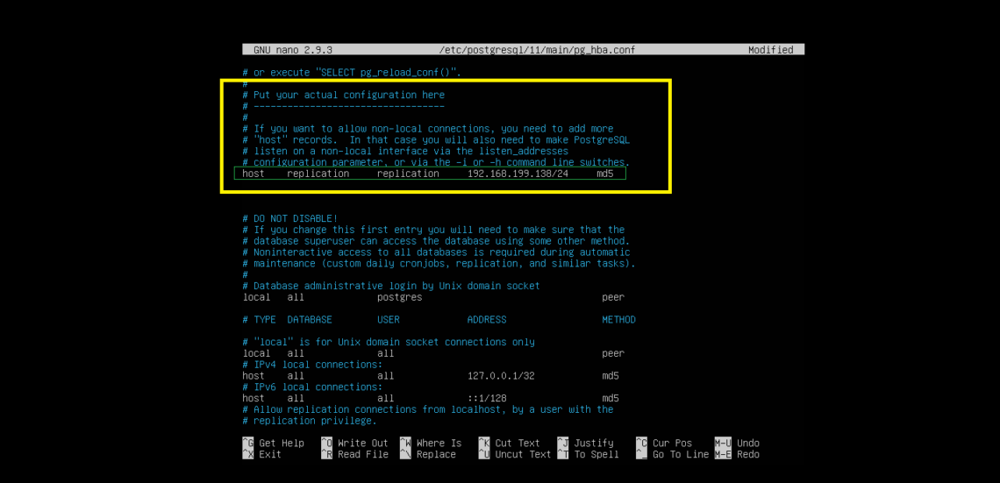 GNU nano 2.9.3 /etc/postgresql/11/main/pg_hba.conf Modified
# or execute "SELECT pg_reload_conf()".
#
# Put your actual configuration here
# ----------------------------------
#
# If you want to allow non-local connections, you need to add more
# "host" records.  In that case you will also need to make PostgreSQL
# listen on a non-local interface via the listen_addresses
# configuration parameter, or via the -i or -h command line switches.
host    replication     replication     192.168.199.138/24     md5
# DO NOT DISABLE!
# If you change this first entry you will need to make sure that the
# database superuser can access the database using some other method.
# Noninteractive access to all databases is required during automatic
# maintenance (custom daily cronjobs, replication, and similar tasks).
#
# Database administrative login by Unix domain socket
local   all             postgres                                peer
# TYPE  DATABASE        USER            ADDRESS                 METHOD
# "local" is for Unix domain socket connections only
local   all             all                                     peer
# IPv4 local connections:
host    all             all             127.0.0.1/32            md5
# IPv6 local connections:
host    all             all             ::1/128                 md5
# Allow replication connections from localhost, by a user with the
# replication privilege.
^G Get Help ^O Write Out ^W Where Is ^K Cut Text ^J Justify ^C Cur Pos M-U Undo
^X Exit ^R Read File ^\ Replace ^U Uncut Text ^T To Spell ^_ Go To Line M-E Redo